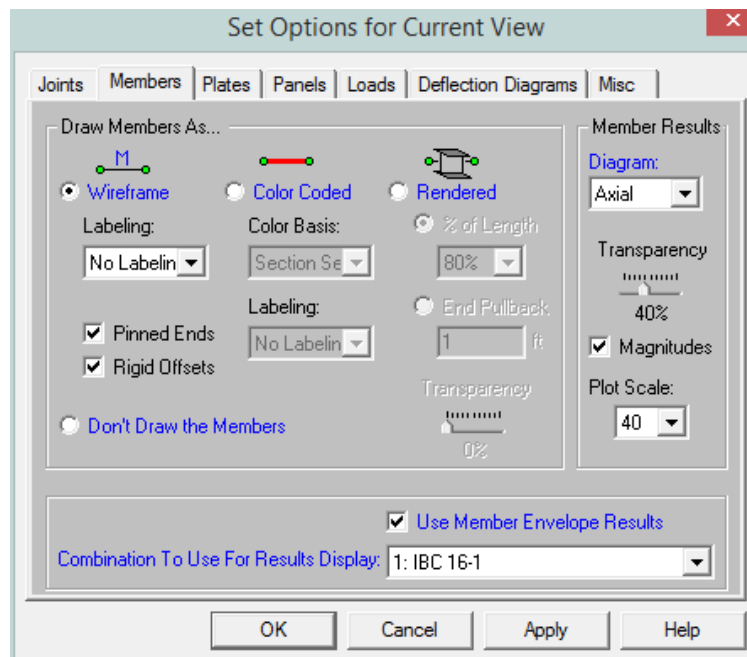 Set Options for Current View
Joints Members Plates Panels Loads Deflection Diagrams Misc
Draw Members As...
M
Wireframe
Color Coded
Rendered
Labeling:
No Labelin
Pinned Ends
Rigid Offsets
Color Basis:
Section Se
Labeling:
No Labelin
% of Length
80%
End Pullback
1 ft
Transparency
0%
Don't Draw the Members
Member Results
Diagram:
Axial
Transparency
40%
Magnitudes
Plot Scale:
40
Use Member Envelope Results
Combination To Use For Results Display: 1: IBC 16-1
OK Cancel Apply Help